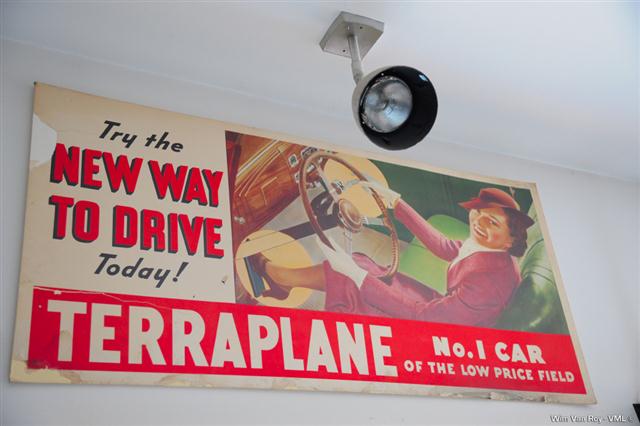 Try the
NEW WAY
TO DRIVE
Today!
TERRAPLANE
No. 1 CAR
OF THE LOW PRICE FIELD
Wim Van Roy - VML